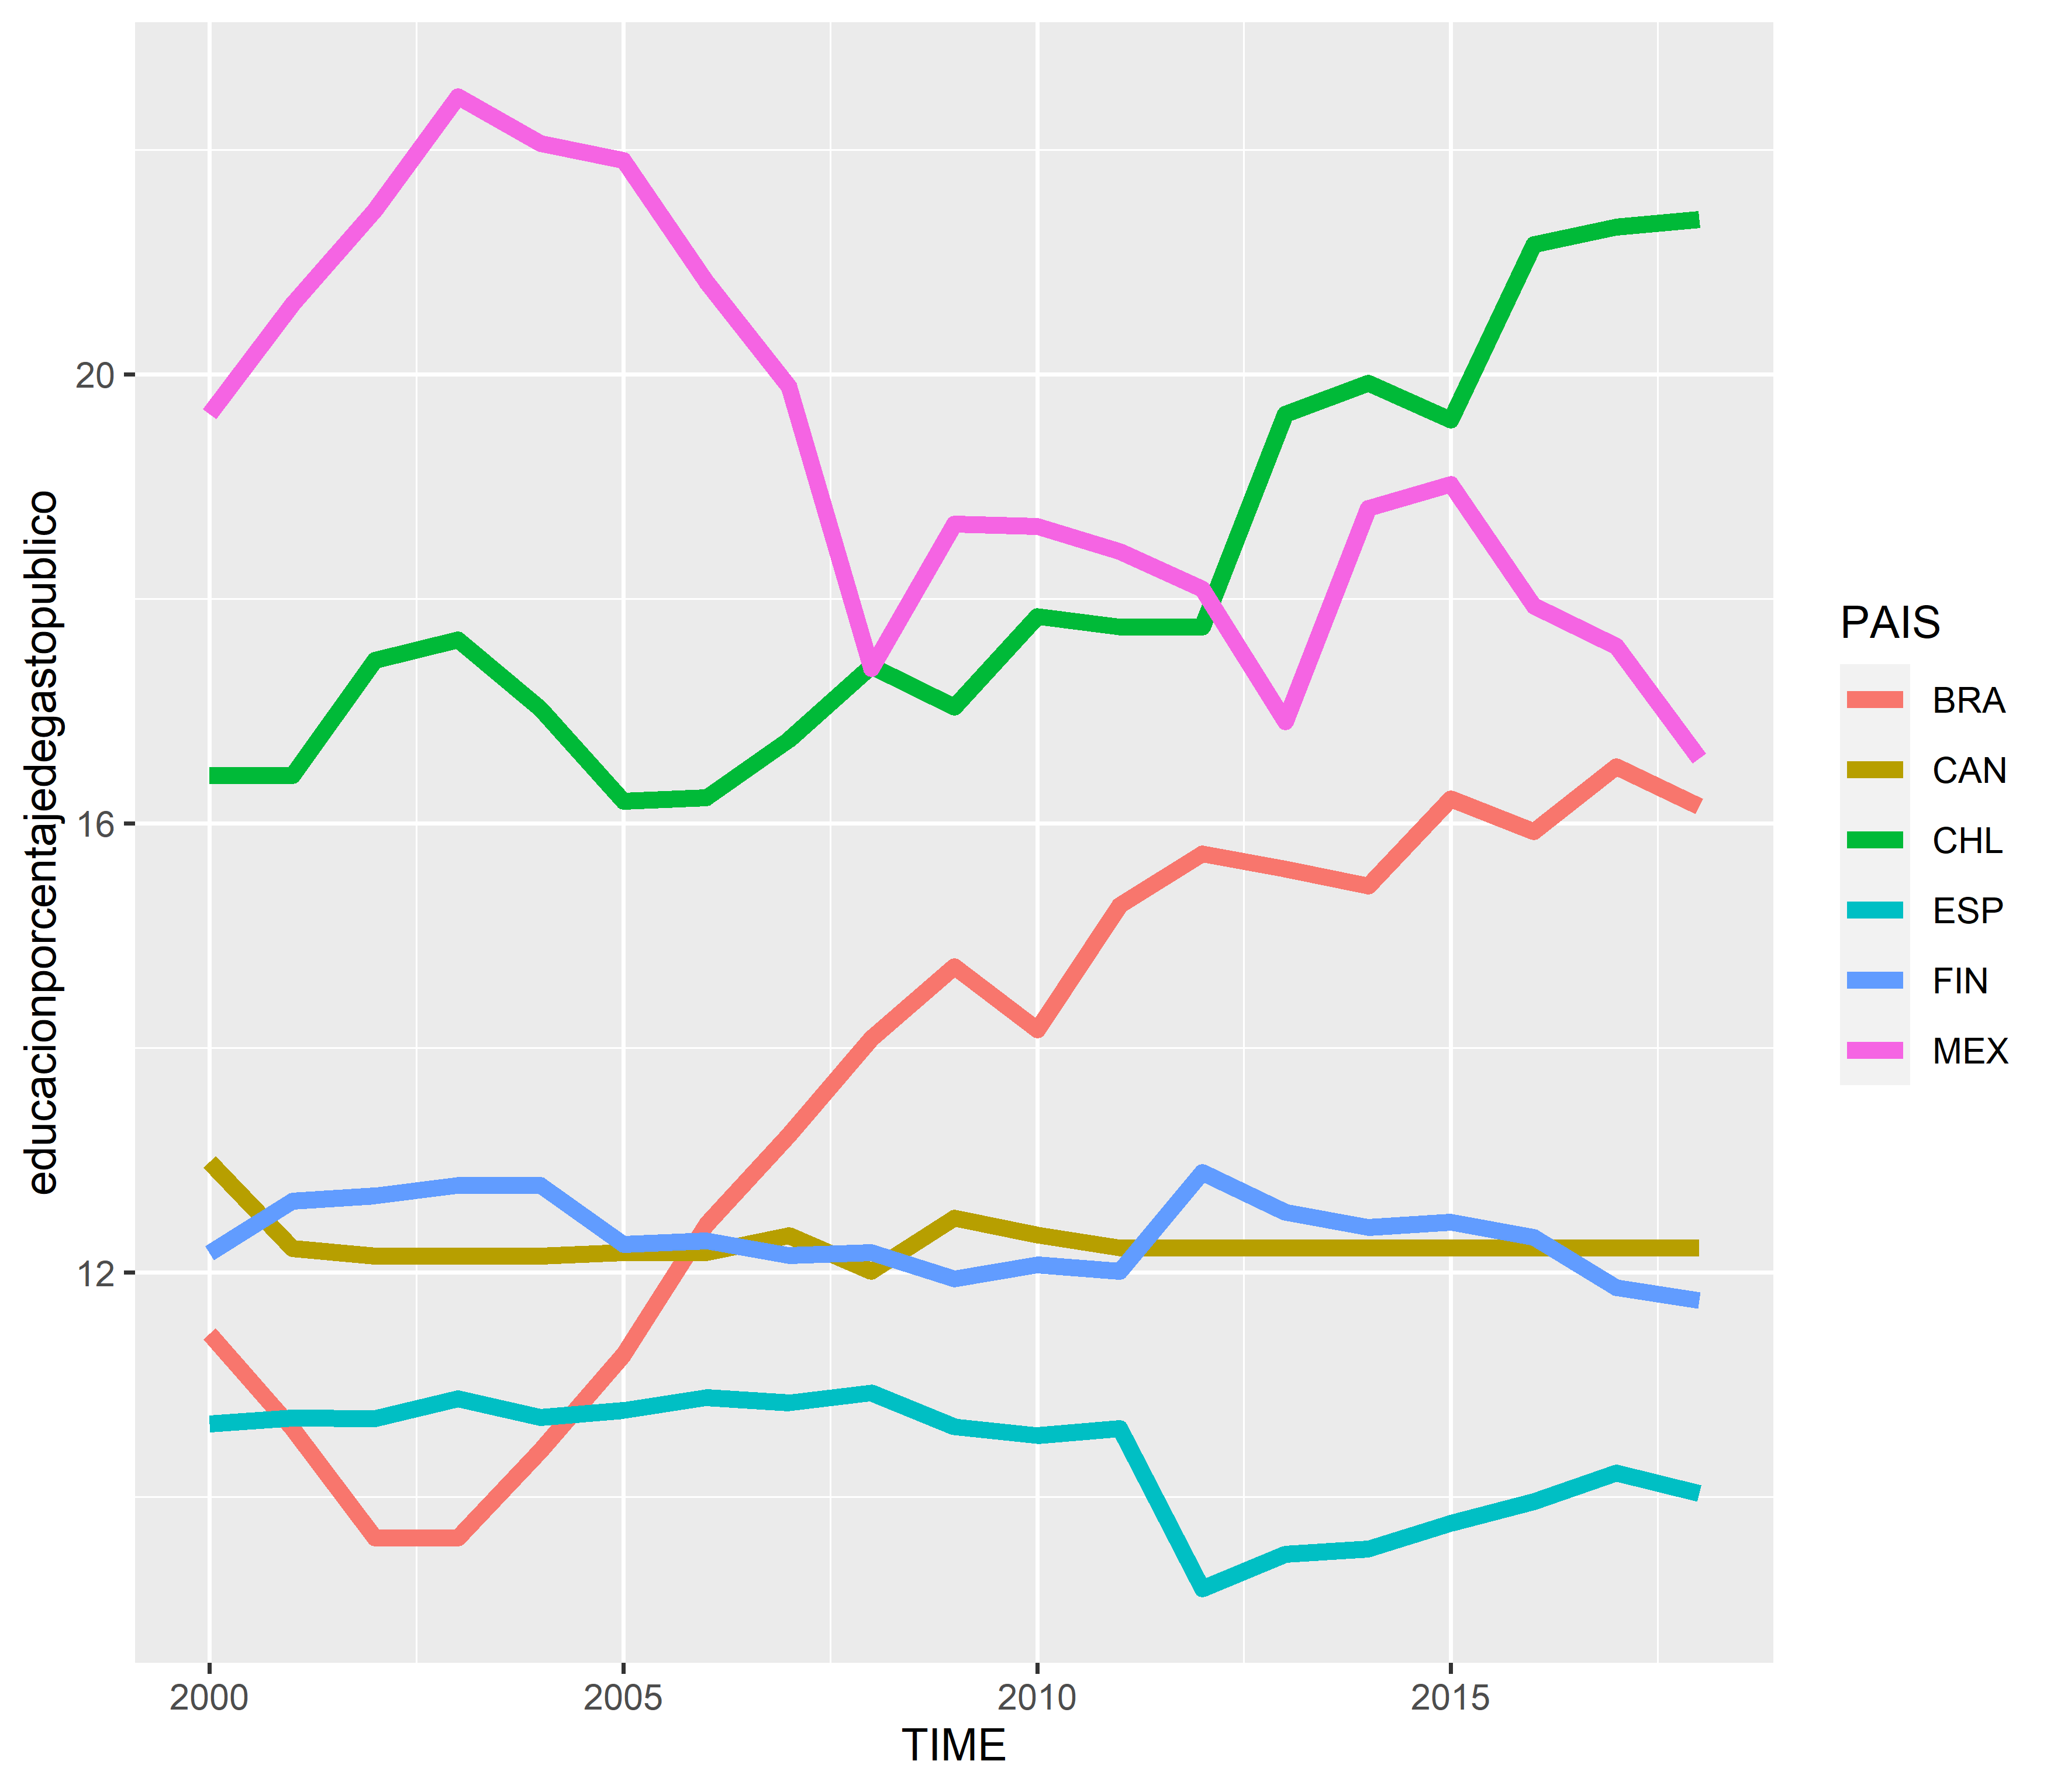 educacionporcentajedegastopublico
20
16
12
2000 2005 2010 2015
TIME
PAIS
BRA
CAN
CHL
ESP
FIN
MEX